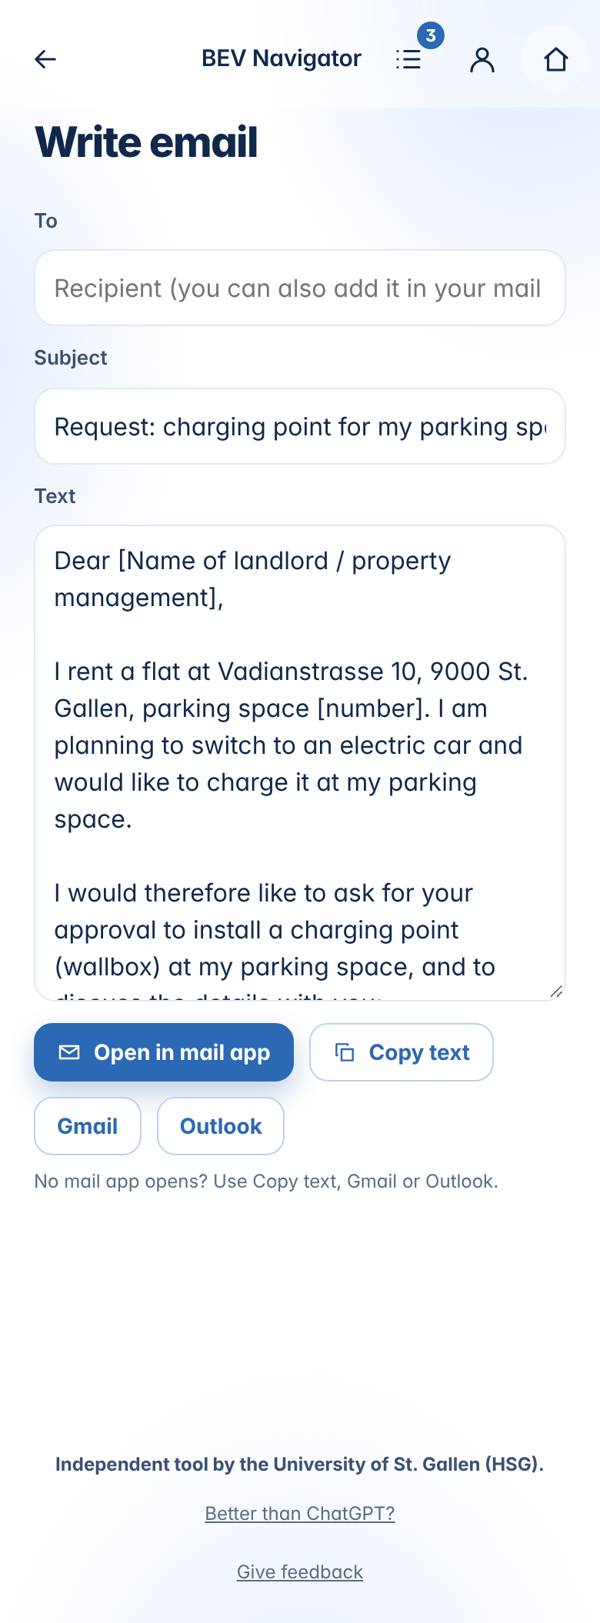 BEV Navigator
3
Write email
To
Recipient (you can also add it in your mail
Subject
Request: charging point for my parking
Text
Dear [Name of landlord / property
management],
I rent a flat at Vadianstrasse 10, 9000 St.
Gallen, parking space [number]. I am
planning to switch to an electric car and
would like to charge it at my parking
space.
I would therefore like to ask for your
approval to install a charging point
(wallbox) at my parking space, and to
discuss the details with you.
Open in mail app
Copy text
Gmail
Outlook
No mail app opens? Use Copy text, Gmail or Outlook.
Independent tool by the University of St. Gallen (HSG).
Better than ChatGPT?
Give feedback